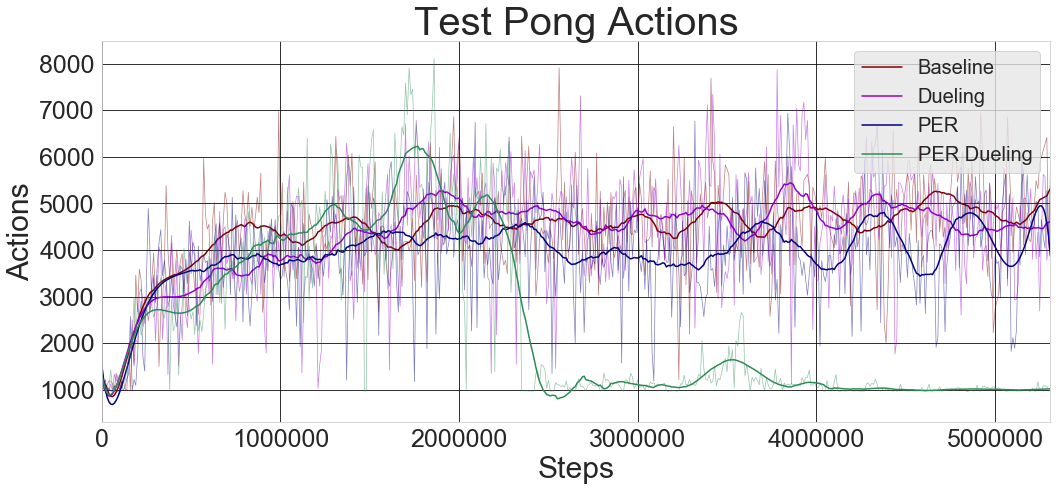 Test Pong Actions
Actions
8000
7000
6000
5000
4000
3000
2000
1000
Baseline
Dueling
PER
PER Dueling
0 1000000 2000000 3000000 4000000 5000000
Steps